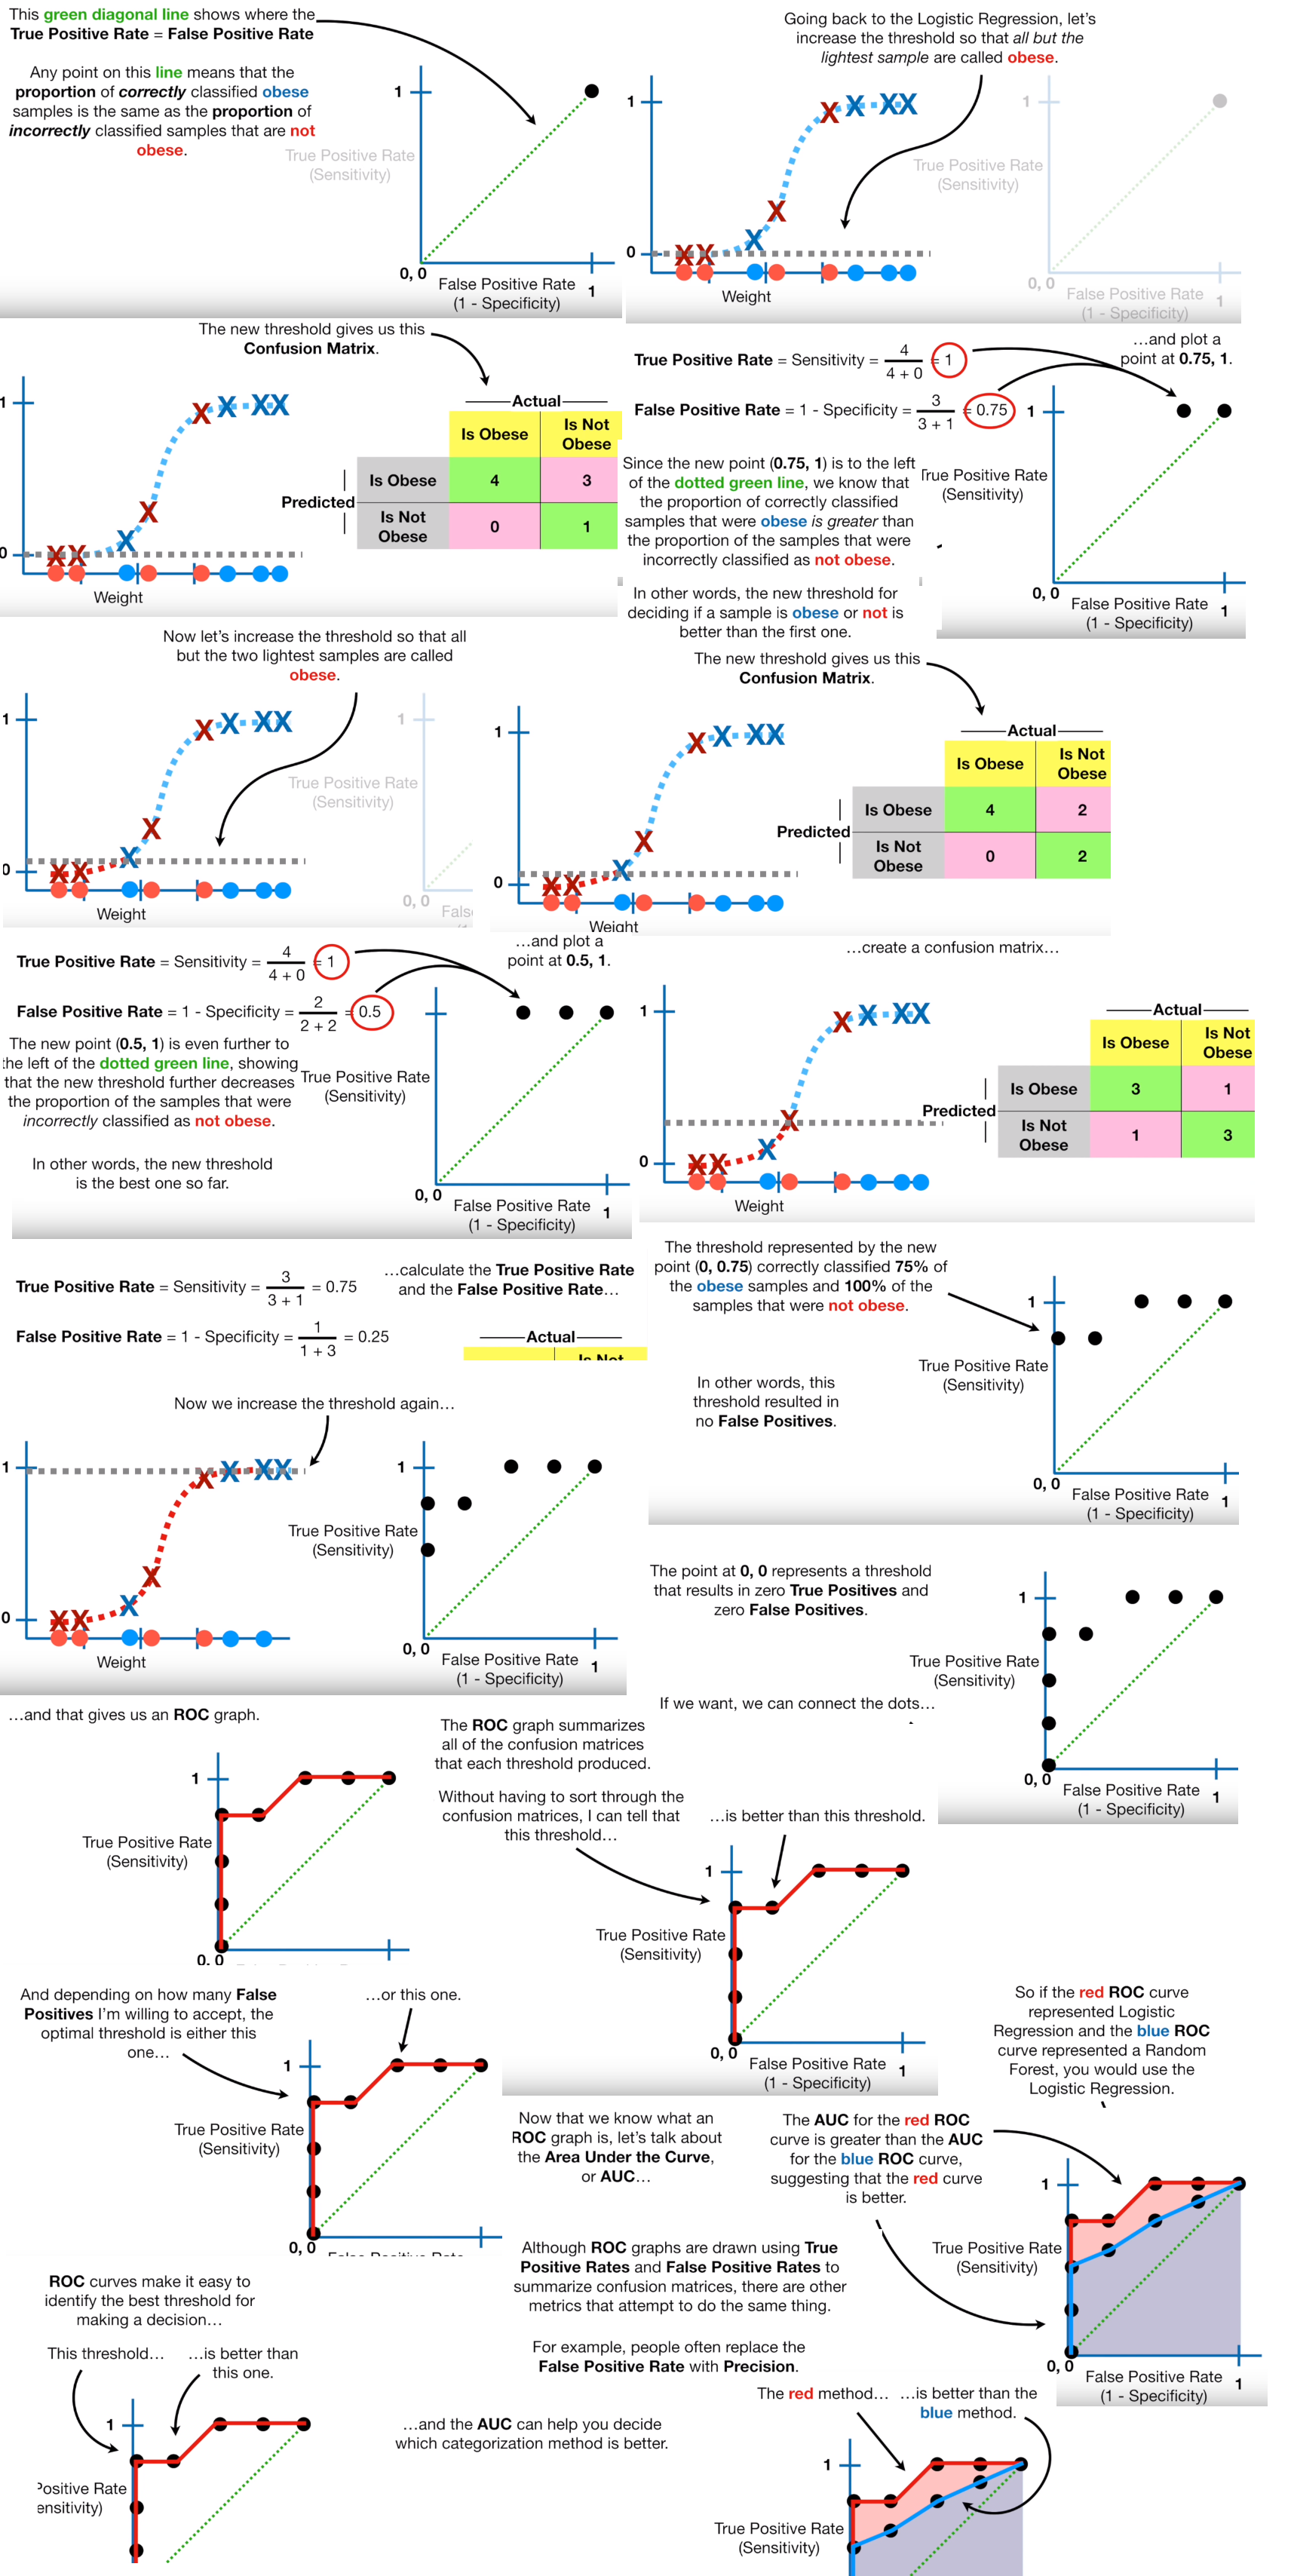 This green diagonal line shows where the
True Positive Rate = False Positive Rate
Any point on this line means that the
proportion of correctly classified obese
samples is the same as the proportion of
incorrectly classified samples that are not
obese.
1
True Positive Rate
(Sensitivity)
0, 0
False Positive Rate
(1 - Specificity)
1
Going back to the Logistic Regression, let's
increase the threshold so that all but the
lightest sample are called obese.
1
0
Weight
1
True Positive Rate
(Sensitivity)
0, 0
False Positive Rate
(1 - Specificity)
1
The new threshold gives us this
Confusion Matrix.
1
0
Weight
Actual
Is Obese
Is Not
Obese
Predicted
Is Obese
4
3
Is Not
Obese
0
1
True Positive Rate = Sensitivity = 4 / 4 + 0 = 1
False Positive Rate = 1 - Specificity = 3 / 3 + 1 = 0.75
…and plot a
point at 0.75, 1.
Since the new point (0.75, 1) is to the left
of the dotted green line, we know that
the proportion of correctly classified
samples that were obese is greater than
the proportion of the samples that were
incorrectly classified as not obese.
In other words, the new threshold for
deciding if a sample is obese or not is
better than the first one.
1
True Positive Rate
(Sensitivity)
0, 0
False Positive Rate
(1 - Specificity)
1
Now let's increase the threshold so that all
but the two lightest samples are called
obese.
1
0
Weight
1
True Positive Rate
(Sensitivity)
0, 0
Fals
The new threshold gives us this
Confusion Matrix.
1
0
Weight
Actual
Is Obese
Is Not
Obese
Predicted
Is Obese
4
2
Is Not
Obese
0
2
True Positive Rate = Sensitivity = 4 / 4 + 0 = 1
False Positive Rate = 1 - Specificity = 2 / 2 + 2 = 0.5
…and plot a
point at 0.5, 1.
The new point (0.5, 1) is even further to
the left of the dotted green line, showing
that the new threshold further decreases
the proportion of the samples that were
incorrectly classified as not obese.
In other words, the new threshold
is the best one so far.
True Positive Rate
(Sensitivity)
0, 0
False Positive Rate
(1 - Specificity)
1
…create a confusion matrix…
1
0
Weight
Actual
Is Obese
Is Not
Obese
Predicted
Is Obese
3
1
Is Not
Obese
1
3
True Positive Rate = Sensitivity = 3 / 3 + 1 = 0.75
False Positive Rate = 1 - Specificity = 1 / 1 + 3 = 0.25
…calculate the True Positive Rate
and the False Positive Rate…
Actual
Is Not
The threshold represented by the new
point (0, 0.75) correctly classified 75% of
the obese samples and 100% of the
samples that were not obese.
In other words, this
threshold resulted in
no False Positives.
1
True Positive Rate
(Sensitivity)
0, 0
False Positive Rate
(1 - Specificity)
1
Now we increase the threshold again…
1
0
Weight
1
True Positive Rate
(Sensitivity)
0, 0
False Positive Rate
(1 - Specificity)
1
The point at 0, 0 represents a threshold
that results in zero True Positives and
zero False Positives.
If we want, we can connect the dots…
1
True Positive Rate
(Sensitivity)
0, 0
False Positive Rate
(1 - Specificity)
1
…and that gives us an ROC graph.
1
True Positive Rate
(Sensitivity)
0, 0
The ROC graph summarizes
all of the confusion matrices
that each threshold produced.
Without having to sort through the
confusion matrices, I can tell that
this threshold…
…is better than this threshold.
1
True Positive Rate
(Sensitivity)
0, 0
False Positive Rate
(1 - Specificity)
1
And depending on how many False
Positives I'm willing to accept, the
optimal threshold is either this
one…
…or this one.
1
True Positive Rate
(Sensitivity)
0, 0
False Positive Rate
So if the red ROC curve
represented Logistic
Regression and the blue ROC
curve represented a Random
Forest, you would use the
Logistic Regression.
Now that we know what an
ROC graph is, let's talk about
the Area Under the Curve,
or AUC…
The AUC for the red ROC
curve is greater than the AUC
for the blue ROC curve,
suggesting that the red curve
is better.
1
True Positive Rate
(Sensitivity)
0, 0
False Positive Rate
(1 - Specificity)
1
Although ROC graphs are drawn using True
Positive Rates and False Positive Rates to
summarize confusion matrices, there are other
metrics that attempt to do the same thing.
For example, people often replace the
False Positive Rate with Precision.
ROC curves make it easy to
identify the best threshold for
making a decision…
This threshold…
…is better than
this one.
1
Positive Rate
ensitivity)
…and the AUC can help you decide
which categorization method is better.
The red method…
…is better than the
blue method.
1
True Positive Rate
(Sensitivity)